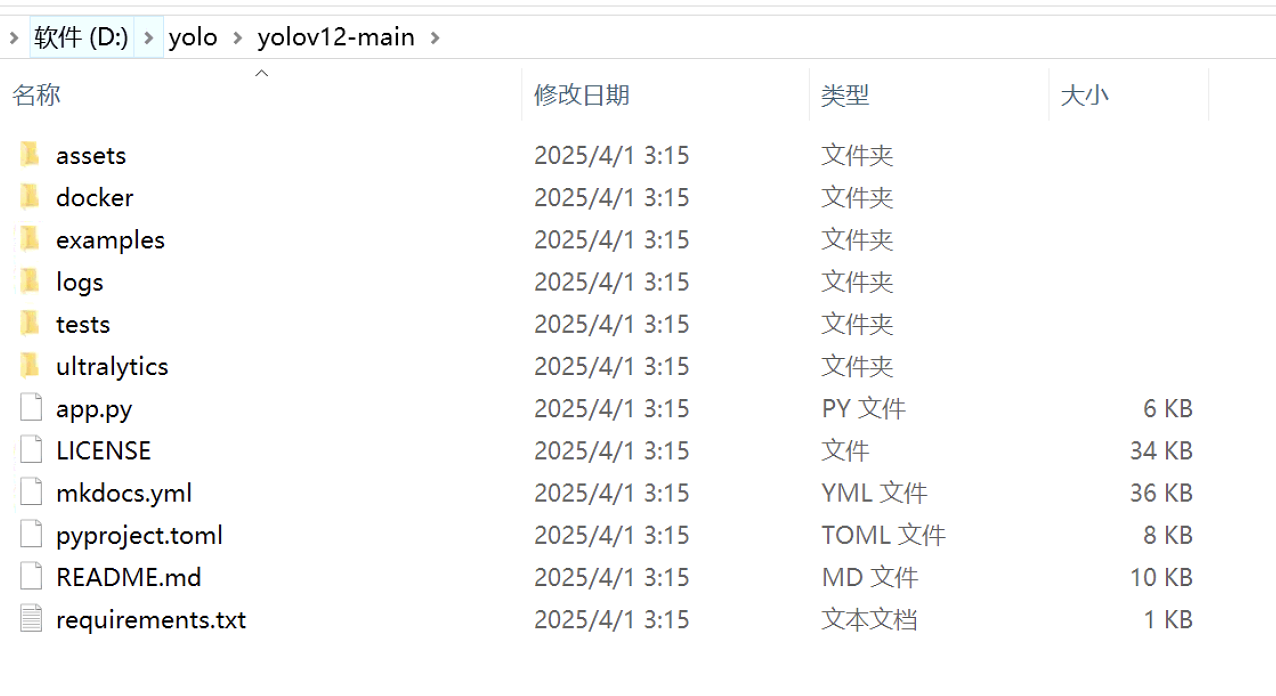 软件 (D:) yolo yolov12-main
名称 修改日期 类型 大小
assets 2025/4/1 3:15 文件夹
docker 2025/4/1 3:15 文件夹
examples 2025/4/1 3:15 文件夹
logs 2025/4/1 3:15 文件夹
tests 2025/4/1 3:15 文件夹
ultralytics 2025/4/1 3:15 文件夹
app.py 2025/4/1 3:15 PY 文件 6 KB
LICENSE 2025/4/1 3:15 文件 34 KB
mkdocs.yml 2025/4/1 3:15 YML 文件 36 KB
pyproject.toml 2025/4/1 3:15 TOML 文件 8 KB
README.md 2025/4/1 3:15 MD 文件 10 KB
requirements.txt 2025/4/1 3:15 文本文档 1 KB